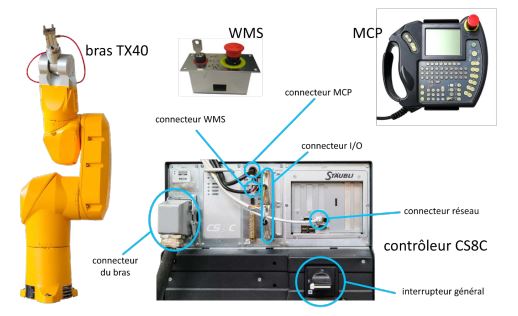 WMS
MCP
bras TX40
connecteur MCP
connecteur WMS
connecteur I/O
STÄUBLI
CS8C
connecteur réseau
contrôleur CS8C
connecteur
du bras
interrupteur général